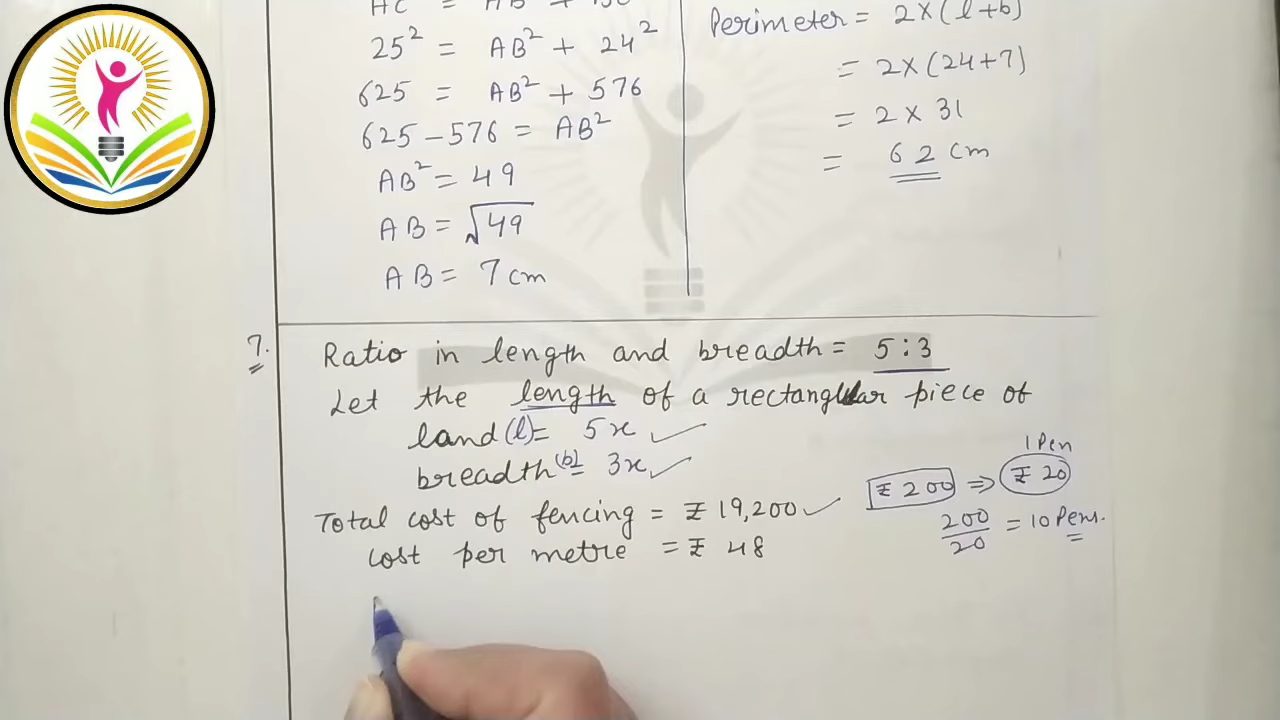 AC = AB + BC
25² = AB² + 24²
625 = AB² + 576
625 - 576 = AB²
AB² = 49
AB = √49
AB = 7 cm
Perimeter = 2 × (l + b)
= 2 × (24 + 7)
= 2 × 31
= 62 cm
7.
Ratio in length and breadth = 5 : 3
Let the length of a rectangular piece of
land (l) = 5x ✓
breadth (b) = 3x ✓
Total cost of fencing = ₹ 19,200 ✓
cost per metre = ₹ 48
1 Pen
₹ 200 ⇒ ₹ 20
200/20 = 10 Pens.